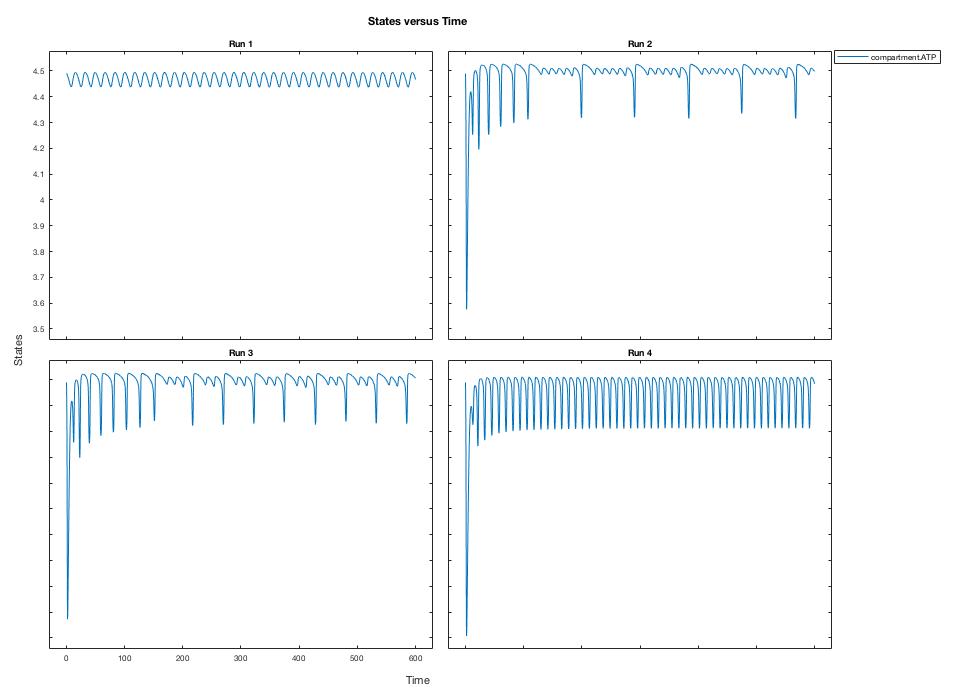 States versus Time
Run 1
Run 2
compartment.ATP
4.5
4.4
4.3
4.2
4.1
4
3.9
3.8
3.7
3.6
3.5
States
Run 3
Run 4
0 100 200 300 400 500 600
Time